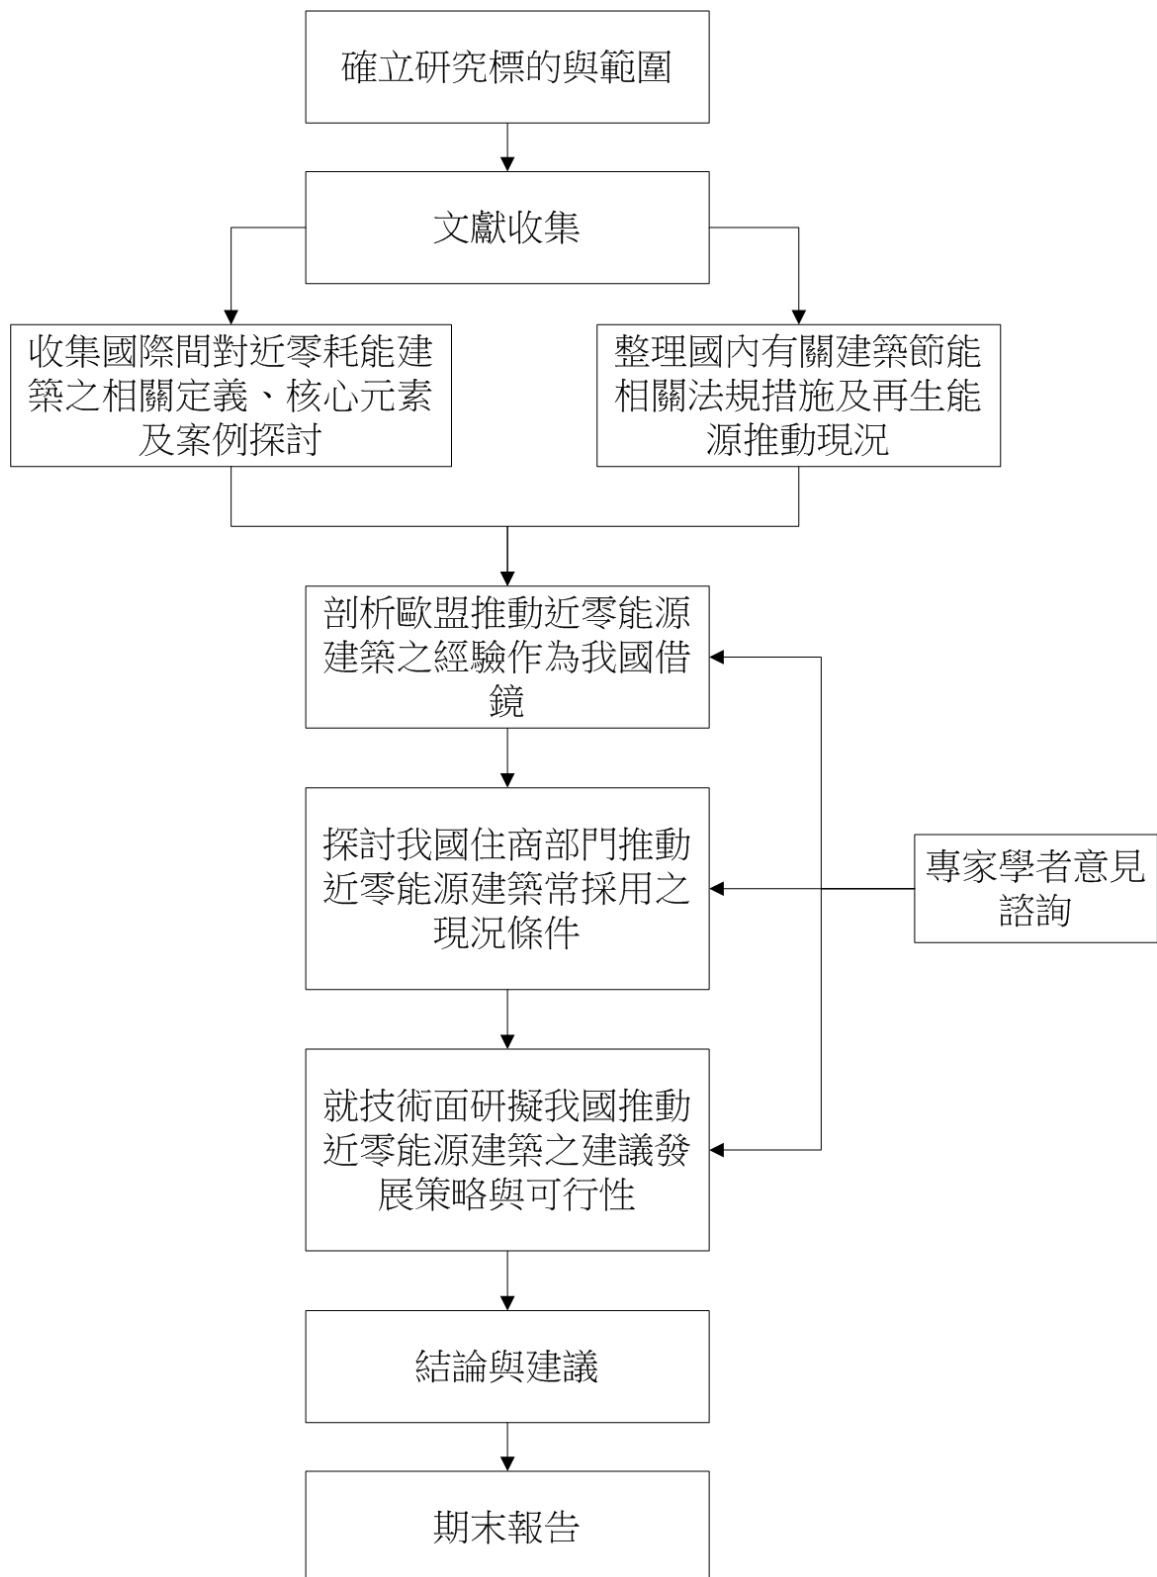 確立研究標的與範圍
文獻收集
收集國際間對近零耗能建
築之相關定義、核心元素
及案例探討
整理國內有關建築節能
相關法規措施及再生能
源推動現況
剖析歐盟推動近零能源
建築之經驗作為我國借
鏡
探討我國住商部門推動
近零能源建築常採用之
現況條件
專家學者意見
諮詢
就技術面研擬我國推動
近零能源建築之建議發
展策略與可行性
結論與建議
期末報告